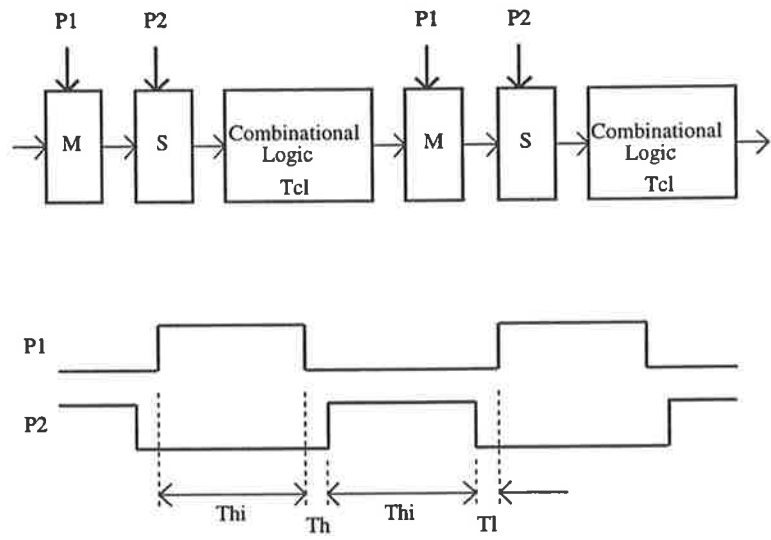 P1 P2 P1 P2
M S Combinational Logic Tcl M S Combinational Logic Tcl
P1
P2
Thi Th Thi Tl